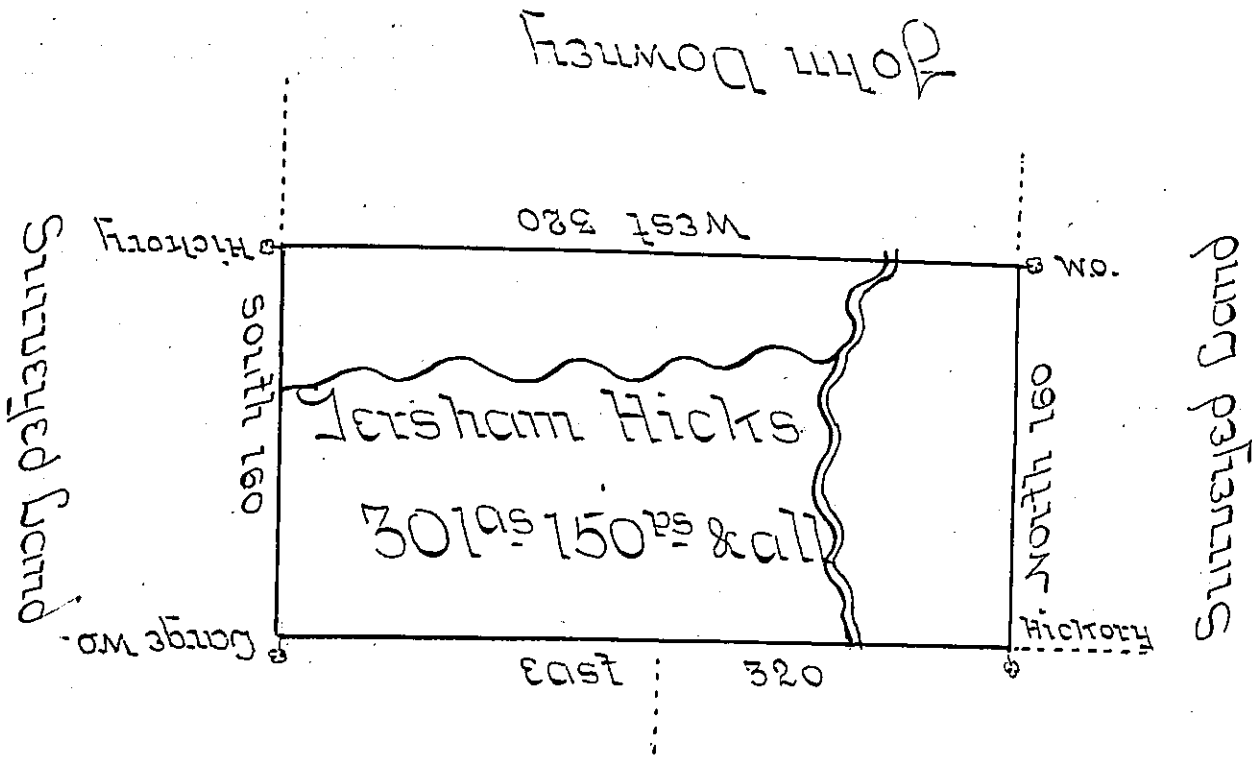 John Downey
West 320
Hickory
W.O.
Surveyed Land
South 160
Gersham Hicks
301as 150ps & all
North 160
Surveyed Land
Large W.O.
East 320
Hickory